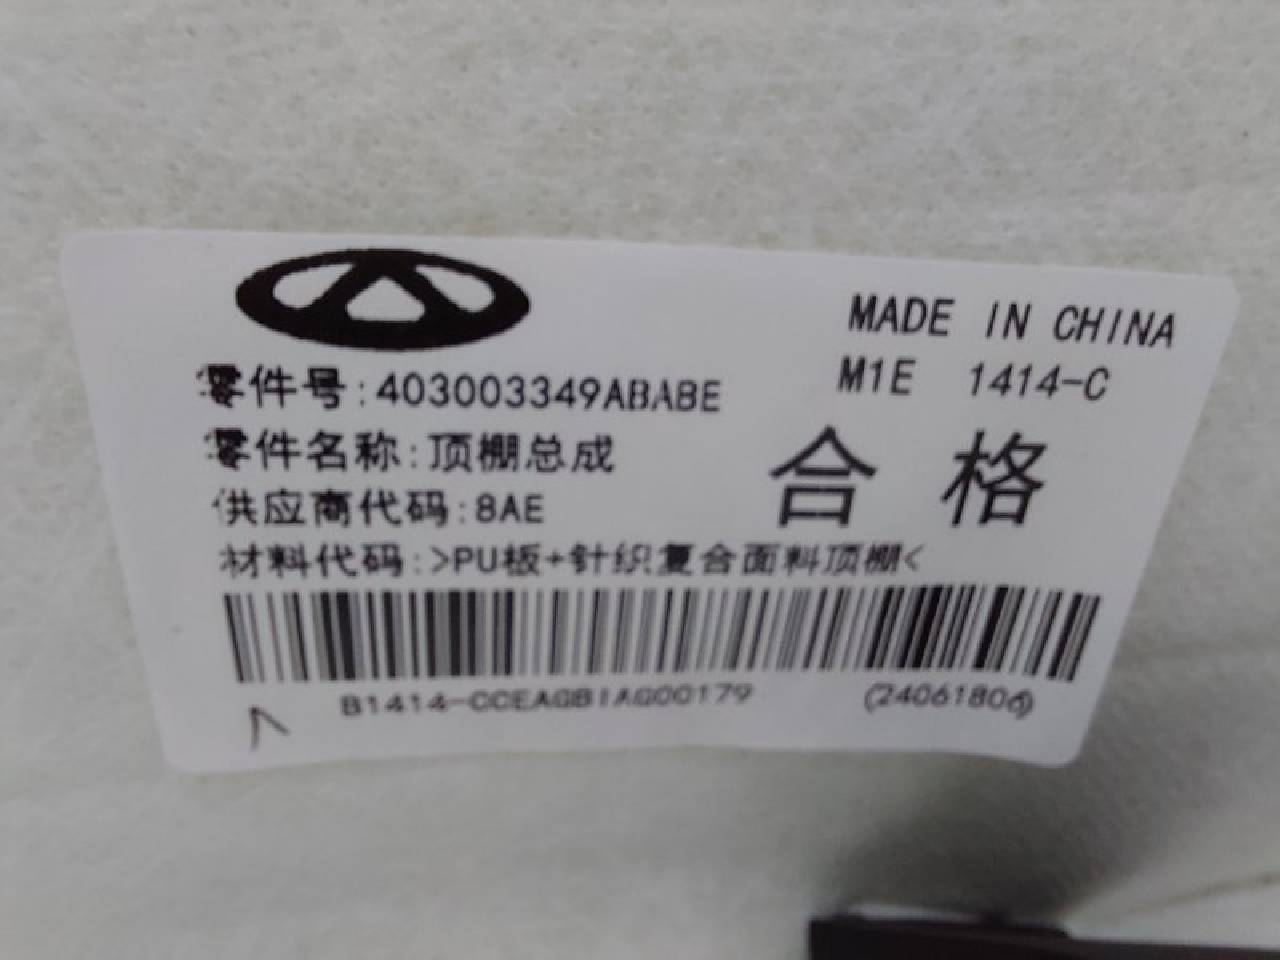 MADE IN CHINA
零件号:403003349ABABE
M1E 1414-C
零件名称:顶棚总成
合格
供应商代码:8AE
材料代码:>PU板+针织复合面料顶棚<
B1414-CCEAGBIAG00179
(24061806)